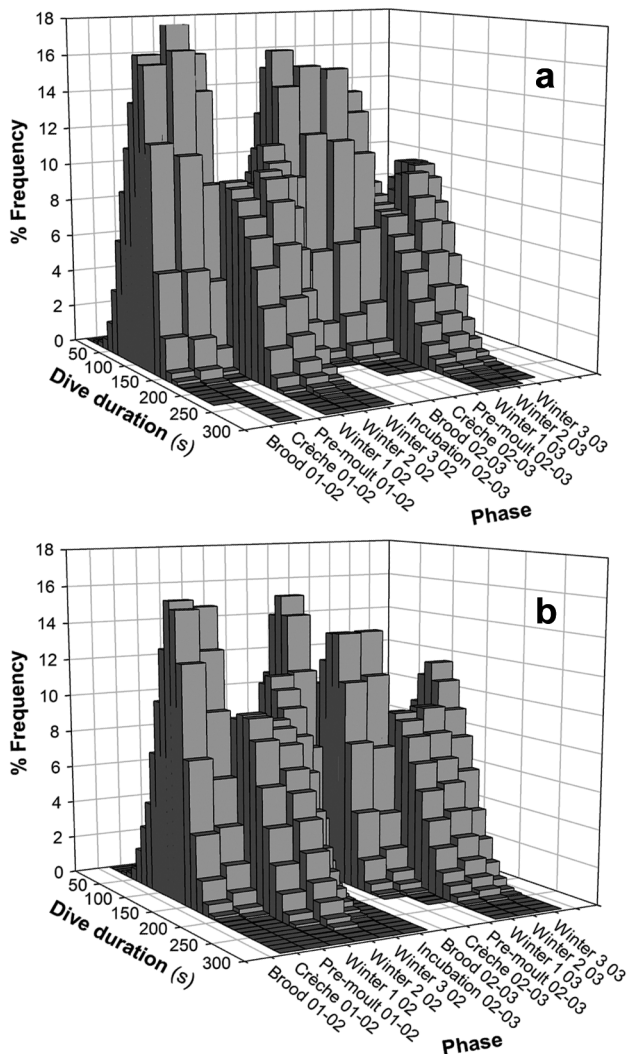 a
18
16
14
12
10
8
6
4
2
0
% Frequency
50
100
150
200
250
300
Dive duration (s)
Brood 01-02
Crèche 01-02
Pre-moult 01-02
Winter 1 02
Winter 2 02
Winter 3 02
Incubation 02-03
Brood 02-03
Crèche 02-03
Pre-moult 02-03
Winter 1 03
Winter 2 03
Winter 3 03
Phase
b
18
16
14
12
10
8
6
4
2
0
% Frequency
50
100
150
200
250
300
Dive duration (s)
Brood 01-02
Crèche 01-02
Pre-moult 01-02
Winter 1 02
Winter 2 02
Winter 3 02
Incubation 02-03
Brood 02-03
Crèche 02-03
Pre-moult 02-03
Winter 1 03
Winter 2 03
Winter 3 03
Phase